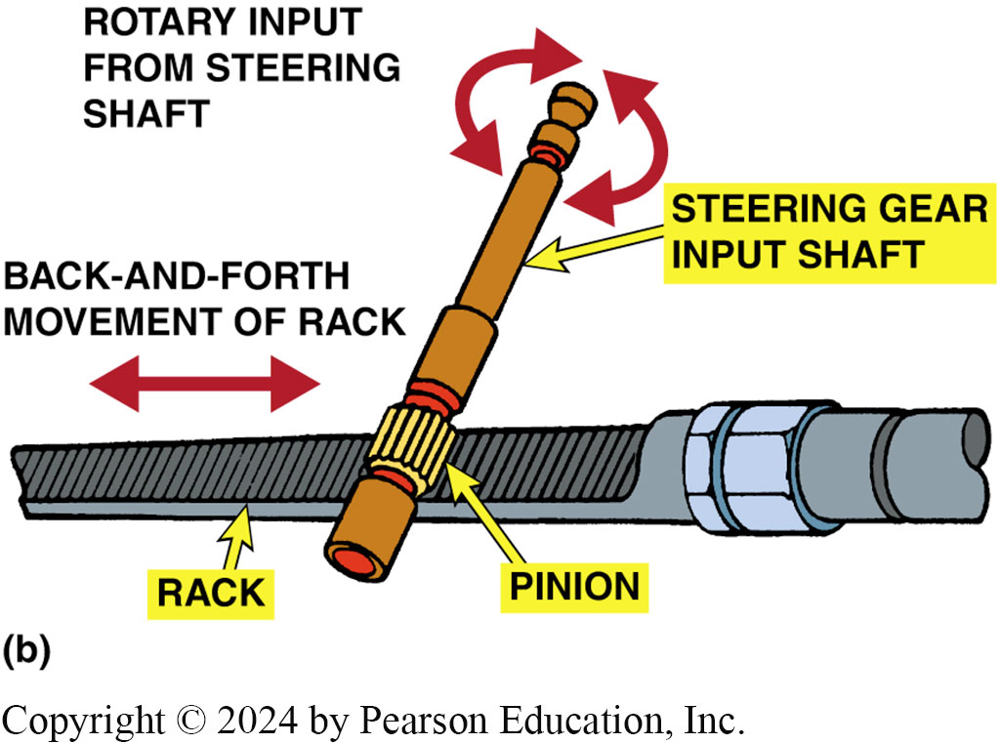 ROTARY INPUT
FROM STEERING
SHAFT
STEERING GEAR
INPUT SHAFT
BACK-AND-FORTH
MOVEMENT OF RACK
RACK
PINION
(b)
Copyright © 2024 by Pearson Education, Inc.